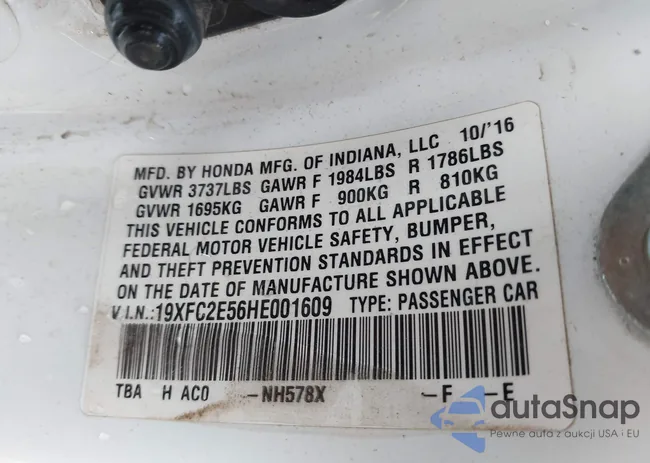 MFD. BY HONDA MFG. OF INDIANA, LLC 10/'16
GVWR 3737LBS GAWR F 1984LBS R 1786LBS
GVWR 1695KG GAWR F 900KG R 810KG
THIS VEHICLE CONFORMS TO ALL APPLICABLE
FEDERAL MOTOR VEHICLE SAFETY, BUMPER,
AND THEFT PREVENTION STANDARDS IN EFFECT
ON THE DATE OF MANUFACTURE SHOWN ABOVE.
V.I.N.:19XFC2E56HE001609 TYPE: PASSENGER CAR
TBA H AC0 -NH578X -F -E
autaSnap
Pewne auta z aukcji USA i EU